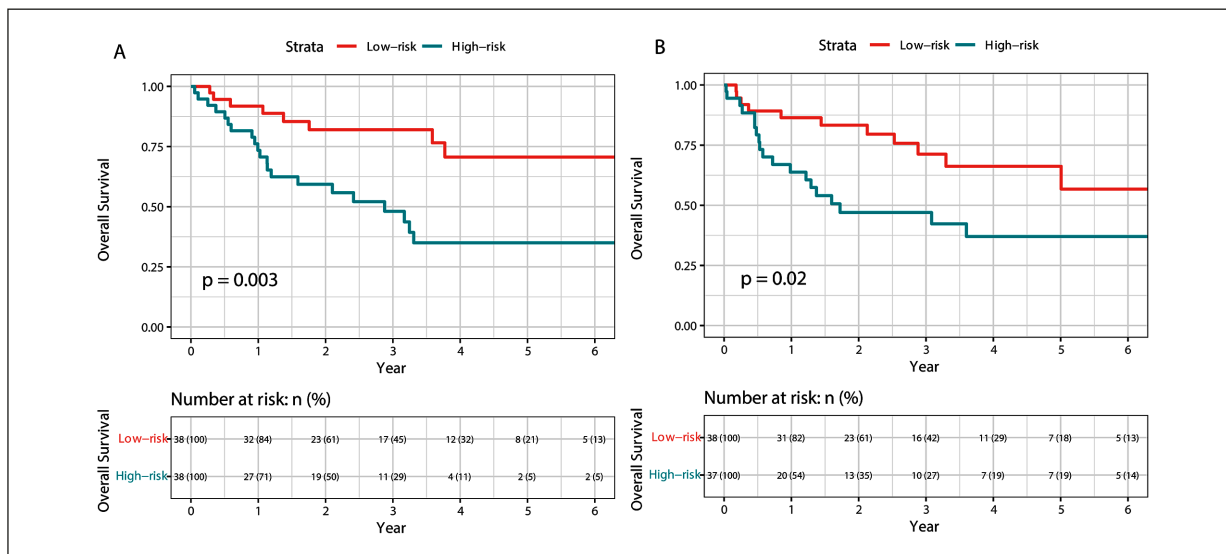 A
Strata Low−risk High−risk
Overall Survival
1.00
0.75
0.50
0.25
0.00
p = 0.003
0 1 2 3 4 5 6
Year
Number at risk: n (%)
Overall Survival
Low−risk 38 (100) 32 (84) 23 (61) 17 (45) 12 (32) 8 (21) 5 (13)
High−risk 38 (100) 27 (71) 19 (50) 11 (29) 4 (11) 2 (5) 2 (5)
0 1 2 3 4 5 6
Year
B
Strata Low−risk High−risk
Overall Survival
1.00
0.75
0.50
0.25
0.00
p = 0.02
0 1 2 3 4 5 6
Year
Number at risk: n (%)
Overall Survival
Low−risk 38 (100) 31 (82) 23 (61) 16 (42) 11 (29) 7 (18) 5 (13)
High−risk 37 (100) 20 (54) 13 (35) 10 (27) 7 (19) 7 (19) 5 (14)
0 1 2 3 4 5 6
Year